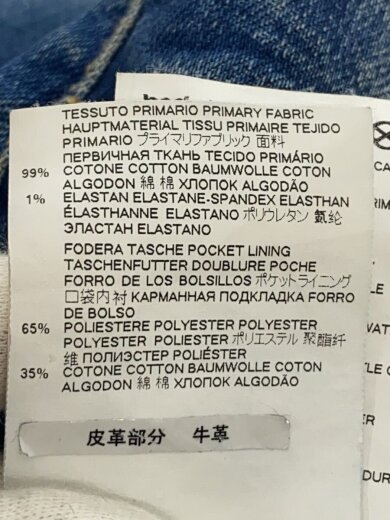 TESSUTO PRIMARIO PRIMARY FABRIC
HAUPTMATERIAL TISSU PRIMAIRE TEJIDO
PRIMARIO プライマリファブリック 面料
ПЕРВИЧНАЯ ТКАНЬ TECIDO PRIMÁRIO
99% COTONE COTTON BAUMWOLLE COTON
ALGODON 綿 棉 ХЛОПОК ALGODÃO
1% ELASTAN ELASTANE-SPANDEX ELASTHAN
ÉLASTHANNE ELASTANO ポリウレタン 氨纶
ЭЛАСТАН ELASTANO
FODERA TASCHE POCKET LINING
TASCHENFUTTER DOUBLURE POCHE
FORRO DE LOS BOLSILLOS ポケットライニング
口袋内衬 КАРМАННАЯ ПОДКЛАДКА FORRO
DE BOLSO
65% POLIESTERE POLYESTER POLYESTER
POLYESTER POLIESTER ポリエステル 聚酯纤
维 ПОЛИЭСТЕР POLIÉSTER
35% COTONE COTTON BAUMWOLLE COTON
ALGODON 綿 棉 ХЛОПОК ALGODÃO
皮革部分 牛革